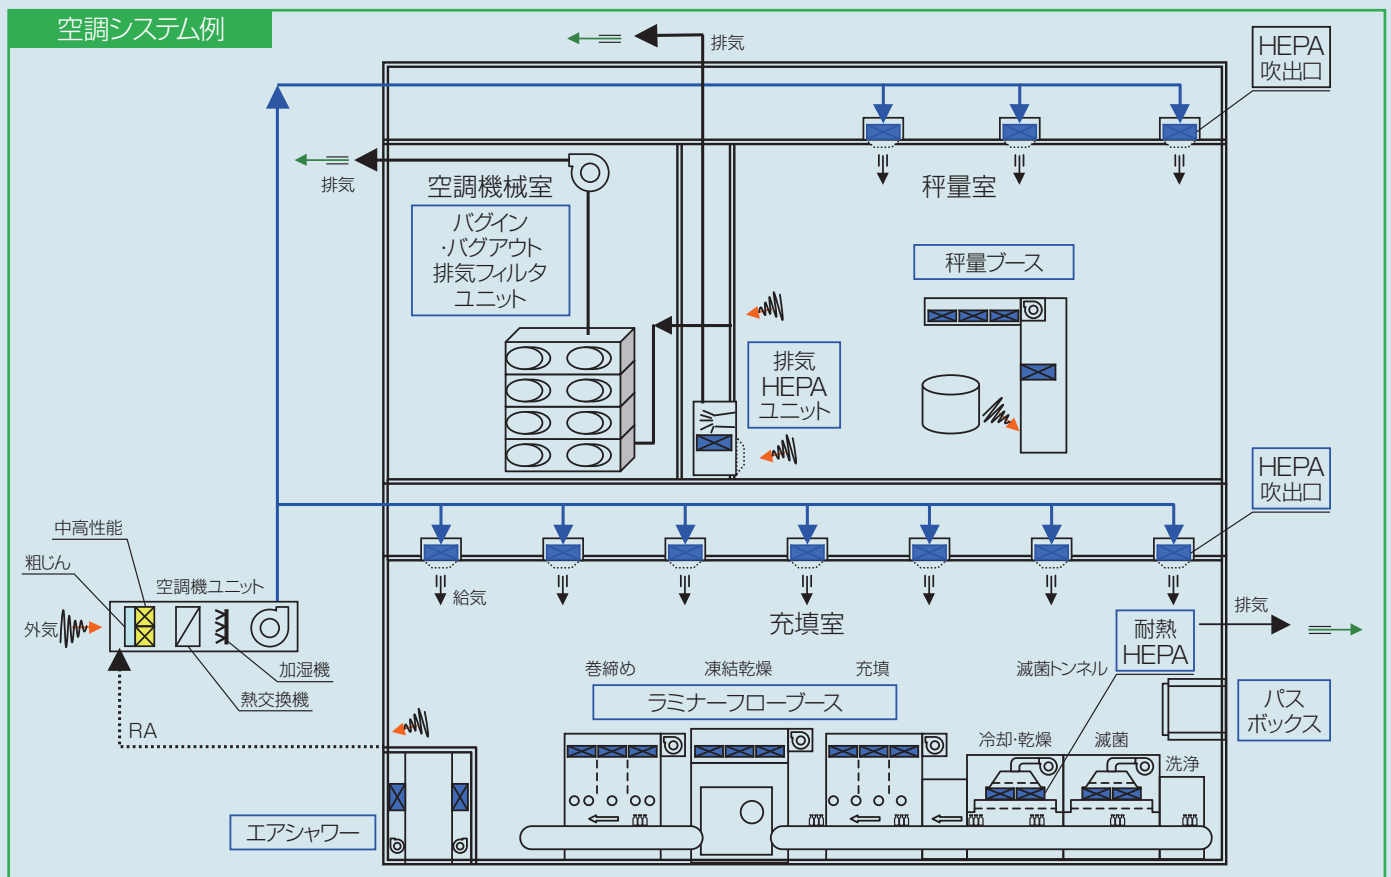 空調システム例
排気
HEPA
吹出口
排気
空調機械室
バグイン
・バグアウト
排気フィルタ
ユニット
秤量室
秤量ブース
排気
HEPA
ユニット
HEPA
吹出口
中高性能
粗じん
空調機ユニット
外気
加湿機
熱交換機
RA
給気
充填室
耐熱
HEPA
排気
巻締め
凍結乾燥
充填
滅菌トンネル
ラミナーフローブース
パス
ボックス
冷却・乾燥
滅菌
洗浄
エアシャワー